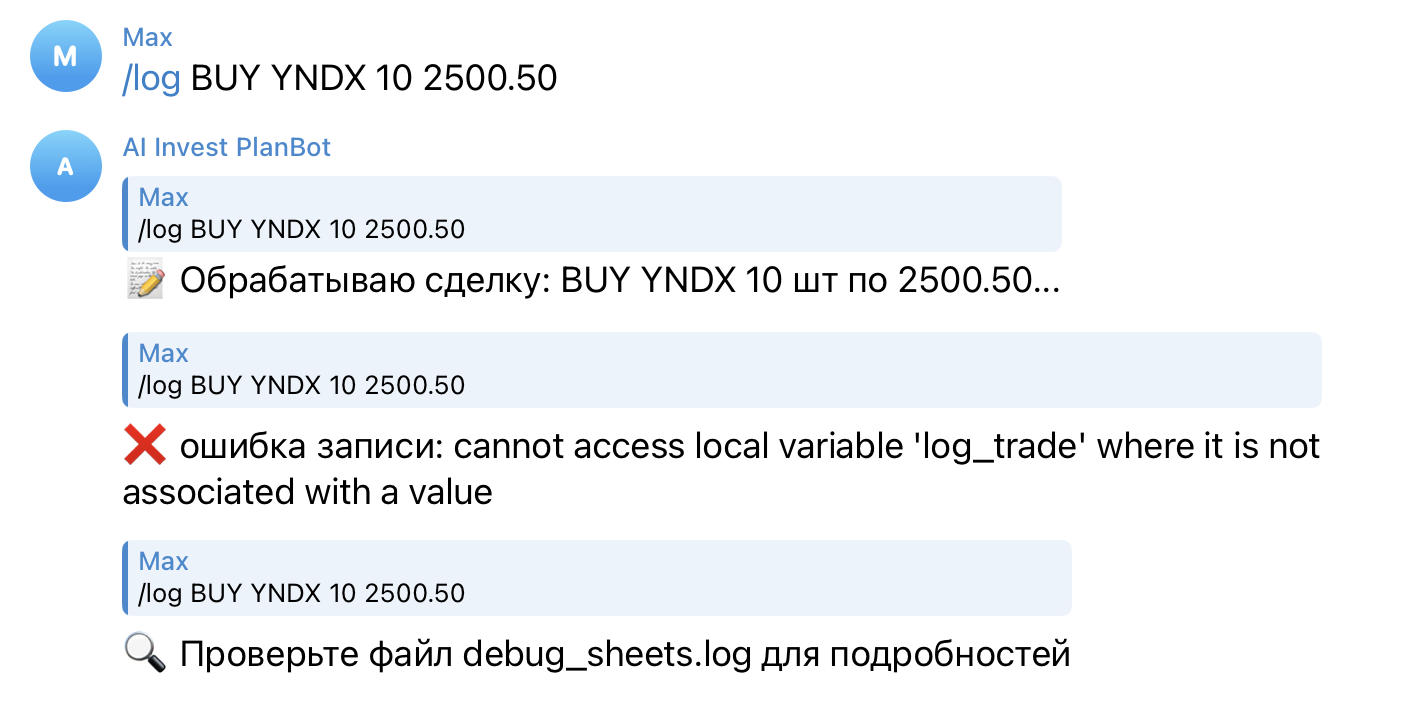 M
Max
/log BUY YNDX 10 2500.50
A
AI Invest PlanBot
Max
/log BUY YNDX 10 2500.50
📝 Обрабатываю сделку: BUY YNDX 10 шт по 2500.50...
Max
/log BUY YNDX 10 2500.50
❌ ошибка записи: cannot access local variable 'log_trade' where it is not
associated with a value
Max
/log BUY YNDX 10 2500.50
🔍 Проверьте файл debug_sheets.log для подробностей